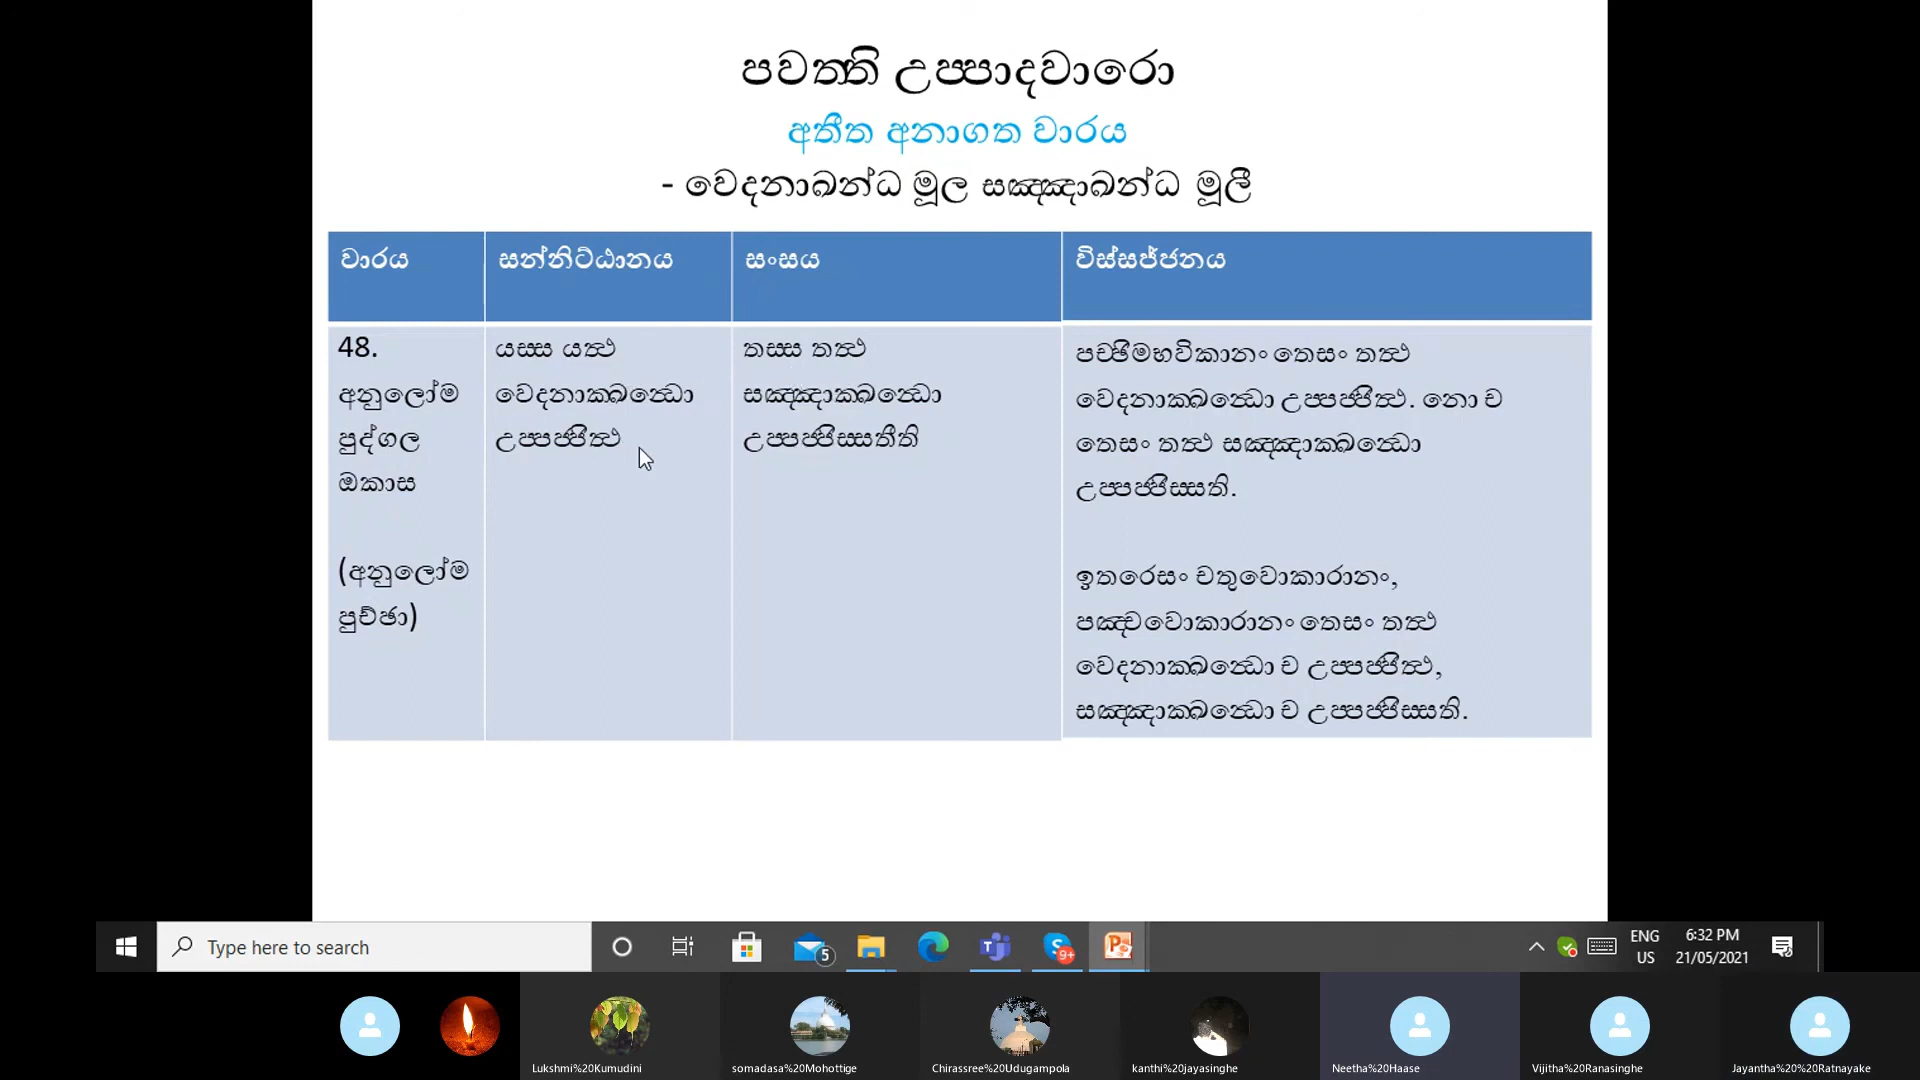 පවත්ති උප්පාදවාරො
අතීත අනාගත වාරය
- වෙදනාඛන්ධ මූල සඤ්ඤාඛන්ධ මූලී
වාරය
සන්නිට්ඨානය
සංසය
විස්සජ්ජනය
48.
අනුලෝම
පුද්ගල
ඔකාස
(අනුලෝම
පුච්ඡා)
යස්ස යත්ථ
වෙදනාක්ඛන්ධො
උප්පජ්ජිත්ථ
තස්ස තත්ථ
සඤ්ඤාක්ඛන්ධො
උප්පජ්ජිස්සතීති
පච්ඡිමභවිකානං තෙසං තත්ථ
වෙදනාක්ඛන්ධො උප්පජ්ජිත්ථ. නො ච
තෙසං තත්ථ සඤ්ඤාක්ඛන්ධො
උප්පජ්ජිස්සති.
ඉතරෙසං චතුවොකාරානං,
පඤ්චවොකාරානං තෙසං තත්ථ
වෙදනාක්ඛන්ධො ච උප්පජ්ජිත්ථ,
සඤ්ඤාක්ඛන්ධො ච උප්පජ්ජිස්සති.
Type here to search
5
9+
ENG
US
6:32 PM
21/05/2021
Lukshmi%20Kumudini
somadasa%20Mohottige
Chirassree%20Udugampola
kanthi%20jayasinghe
Neetha%20Haase
Vijitha%20Ranasinghe
Jayantha%20%20Ratnayake